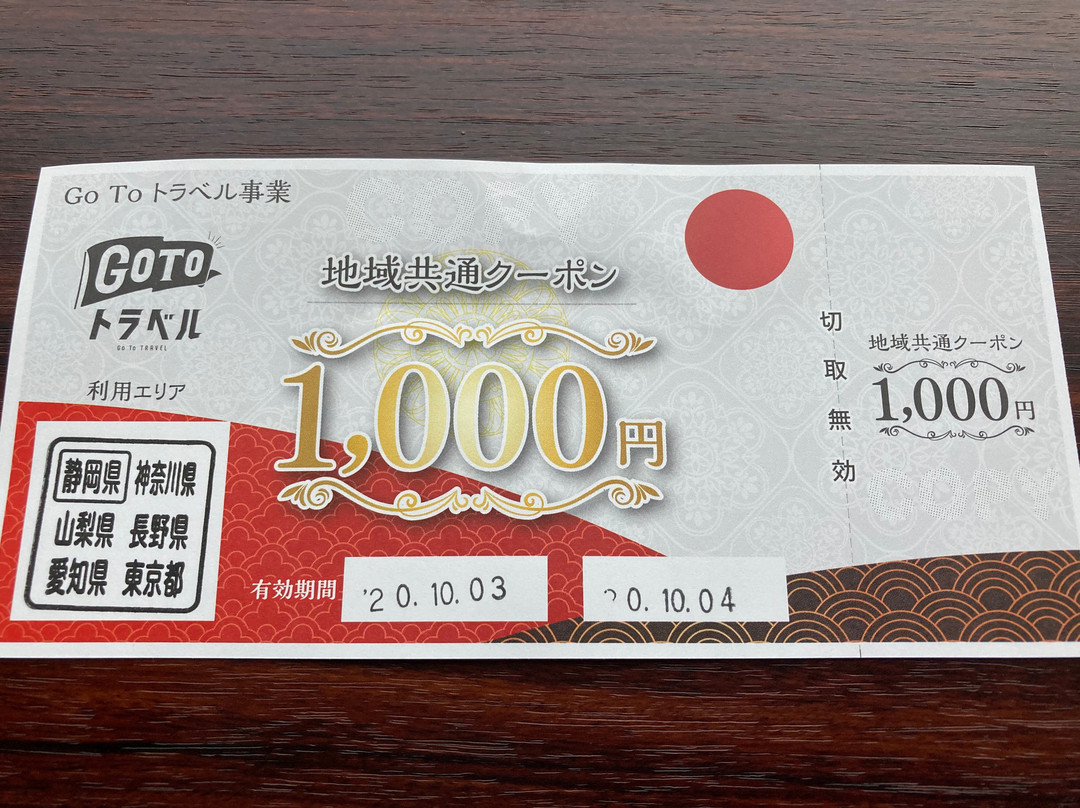 Go To トラベル事業
GOTO
トラベル
Go To TRAVEL
地域共通クーポン
1,000円
利用エリア
静岡県 神奈川県
山梨県 長野県
愛知県 東京都
有効期間 '20.10.03
20.10.04
切取無効
地域共通クーポン
1,000円